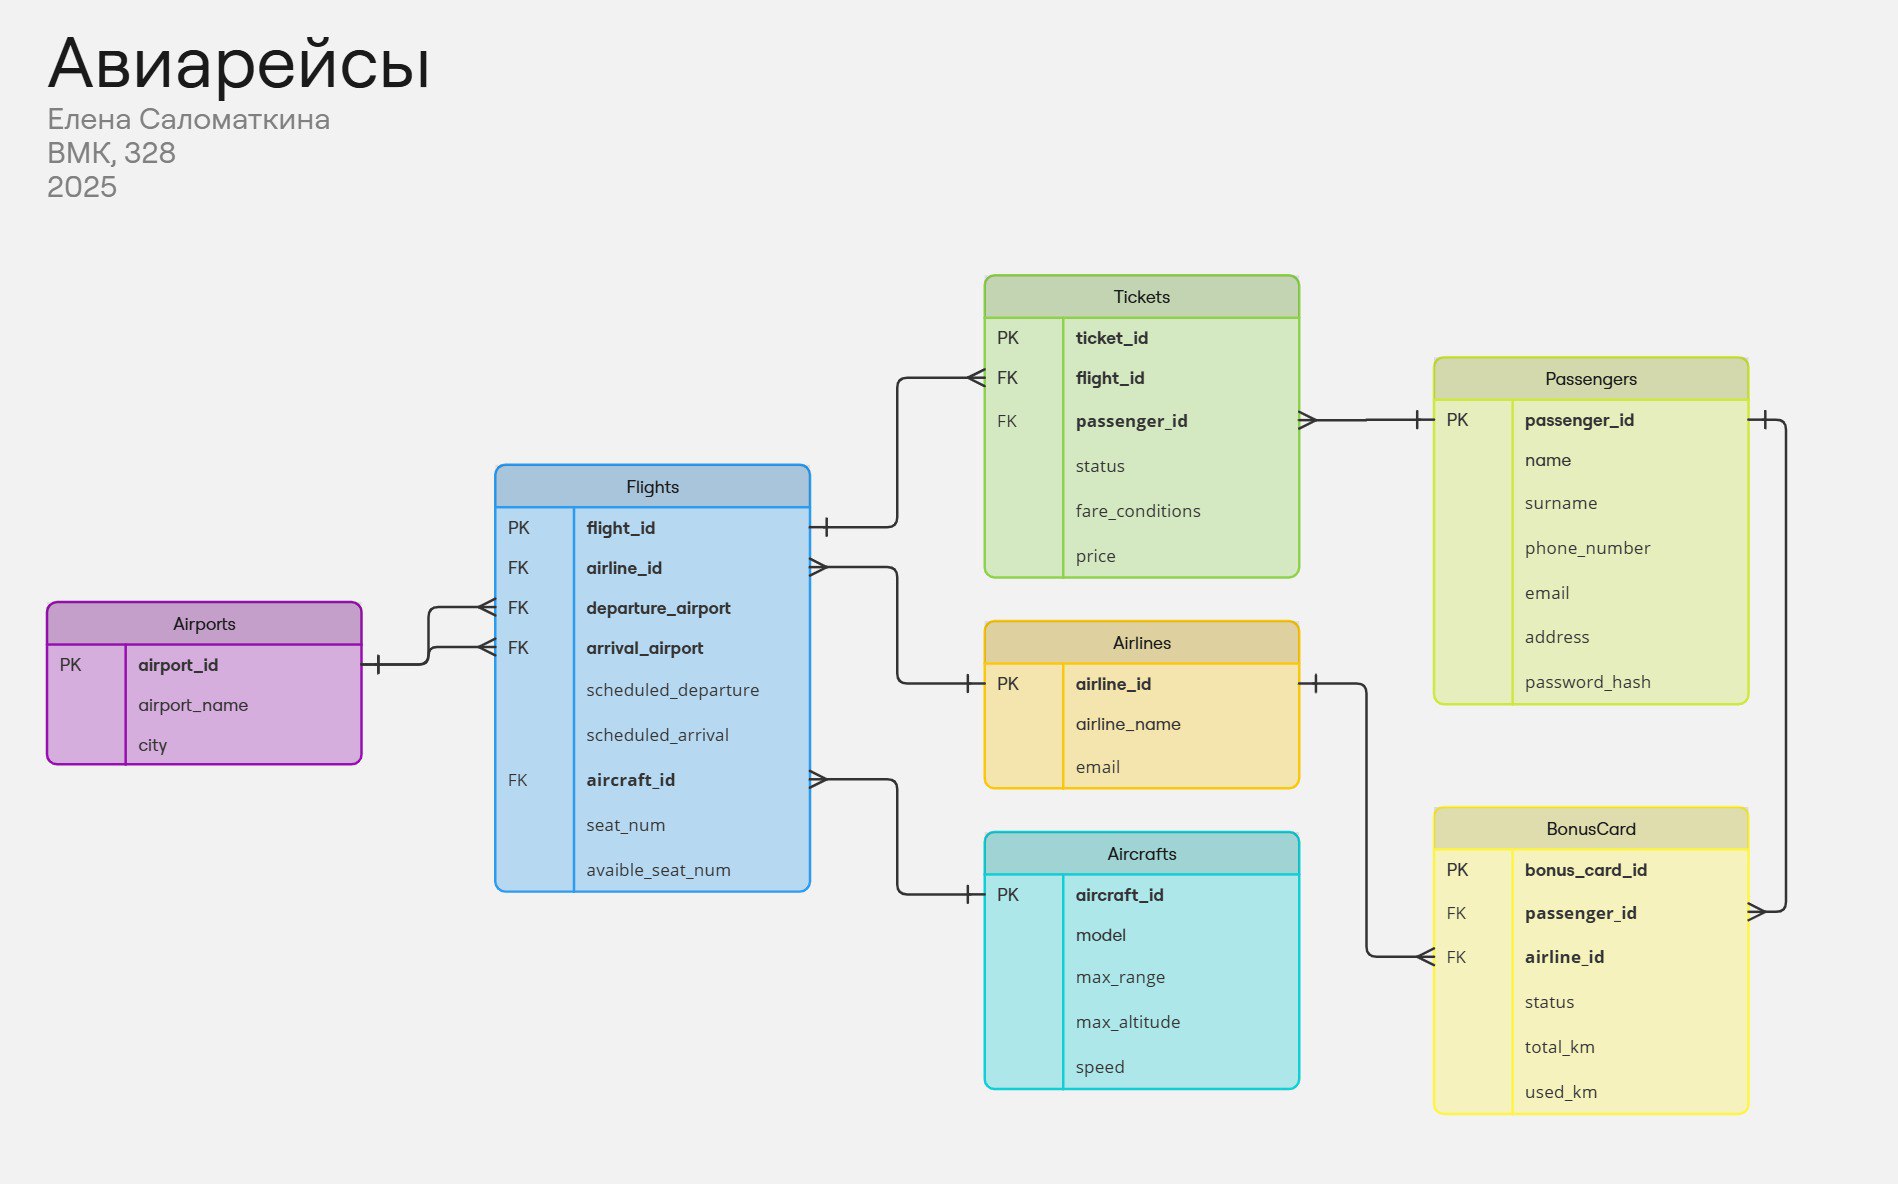 Авиарейсы
Елена Саломаткина
ВМК, 328
2025
Airports
PK airport_id
airport_name
city
Flights
PK flight_id
FK airline_id
FK departure_airport
FK arrival_airport
scheduled_departure
scheduled_arrival
FK aircraft_id
seat_num
avaible_seat_num
Tickets
PK ticket_id
FK flight_id
FK passenger_id
status
fare_conditions
price
Airlines
PK airline_id
airline_name
email
Aircrafts
PK aircraft_id
model
max_range
max_altitude
speed
Passengers
PK passenger_id
name
surname
phone_number
email
address
password_hash
BonusCard
PK bonus_card_id
FK passenger_id
FK airline_id
status
total_km
used_km